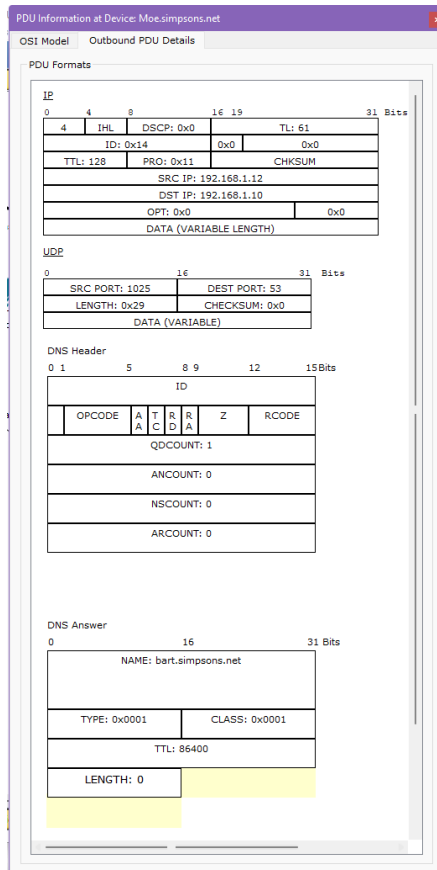 PDU Information at Device: Moe.simpsons.net
OSI Model Outbound PDU Details
PDU Formats
IP
0 4 8 16 19 31 Bits
4 IHL DSCP: 0x0 TL: 61
ID: 0x14 0x0 0x0
TTL: 128 PRO: 0x11 CHKSUM
SRC IP: 192.168.1.12
DST IP: 192.168.1.10
OPT: 0x0 0x0
DATA (VARIABLE LENGTH)
UDP
0 16 31 Bits
SRC PORT: 1025 DEST PORT: 53
LENGTH: 0x29 CHECKSUM: 0x0
DATA (VARIABLE)
DNS Header
0 1 5 8 9 12 15Bits
ID
OPCODE AA TC RD RA Z RCODE
QDCOUNT: 1
ANCOUNT: 0
NSCOUNT: 0
ARCOUNT: 0
DNS Answer
0 16 31 Bits
NAME: bart.simpsons.net
TYPE: 0x0001 CLASS: 0x0001
TTL: 86400
LENGTH: 0